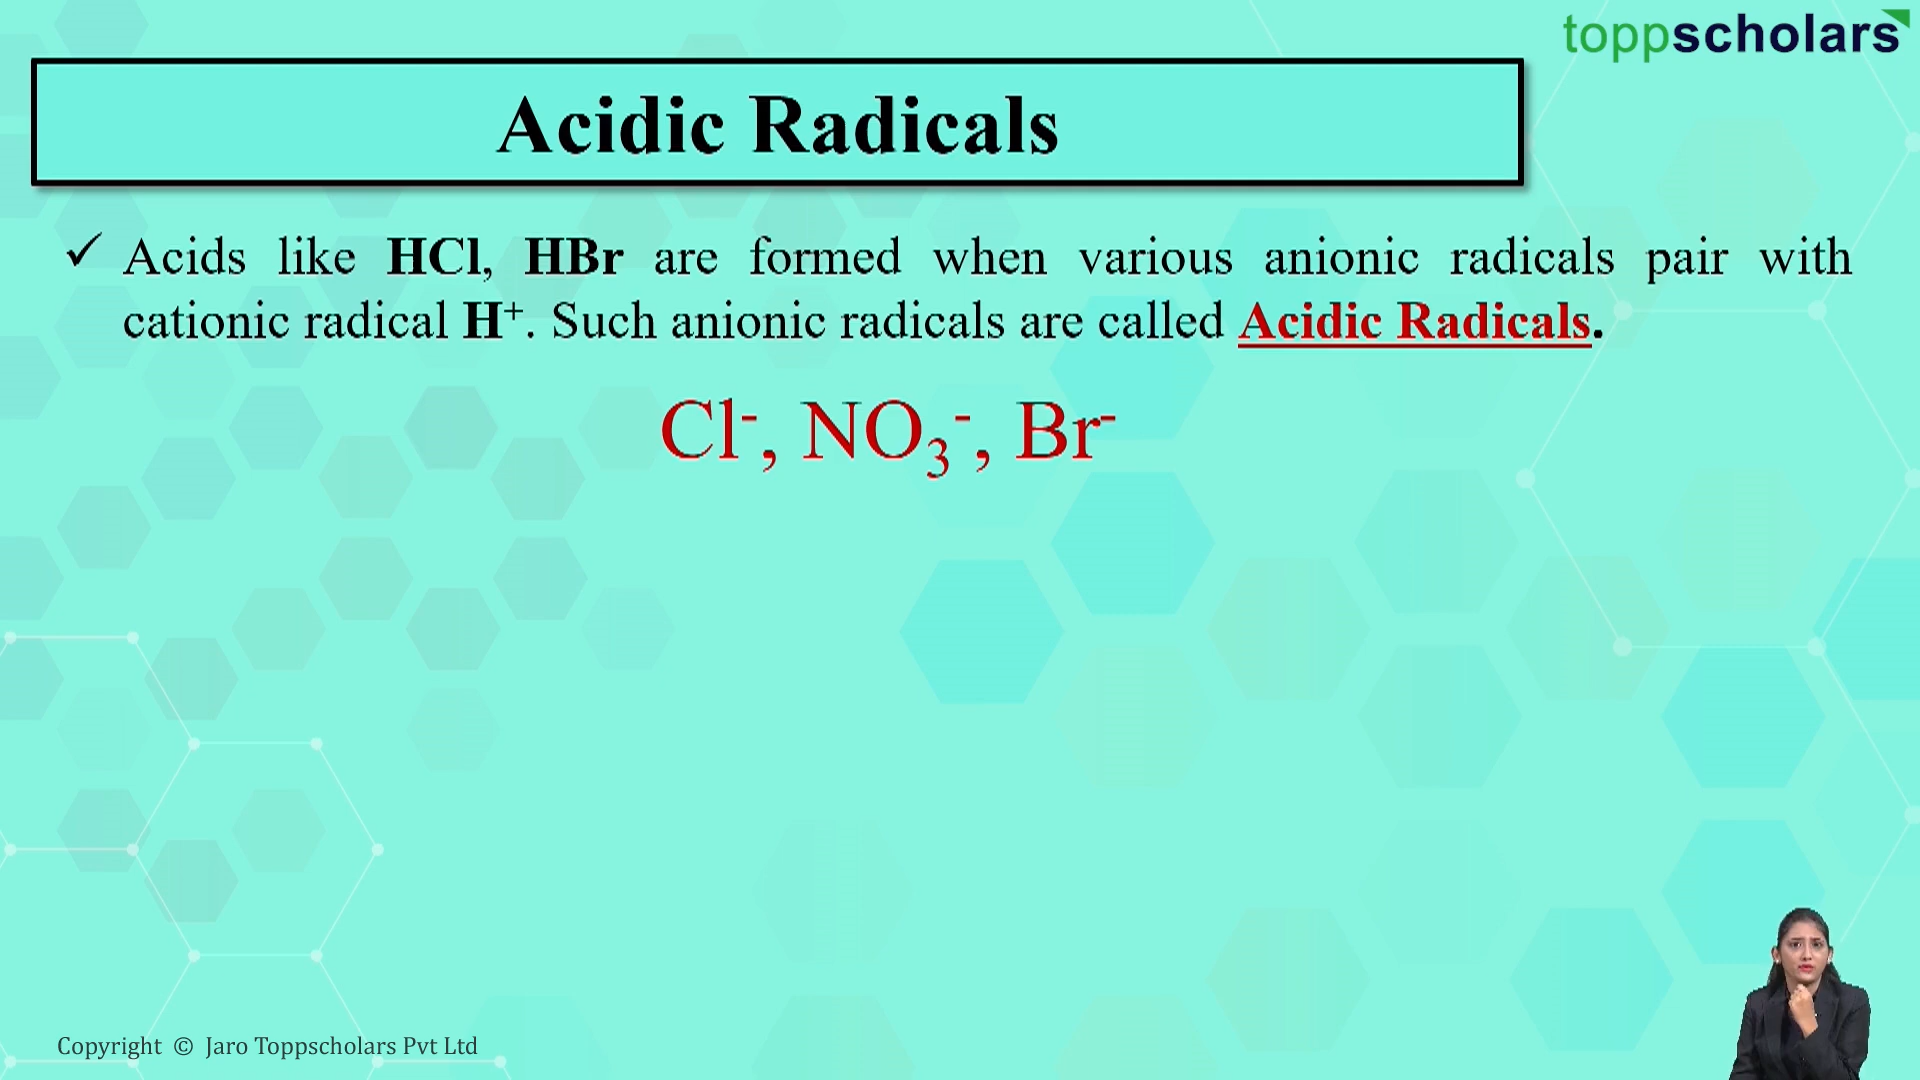 toppscholars
Acidic Radicals
✓ Acids like HCl, HBr are formed when various anionic radicals pair with
cationic radical H⁺. Such anionic radicals are called Acidic Radicals.
Cl⁻, NO₃⁻, Br⁻
Copyright © Jaro Toppscholars Pvt Ltd